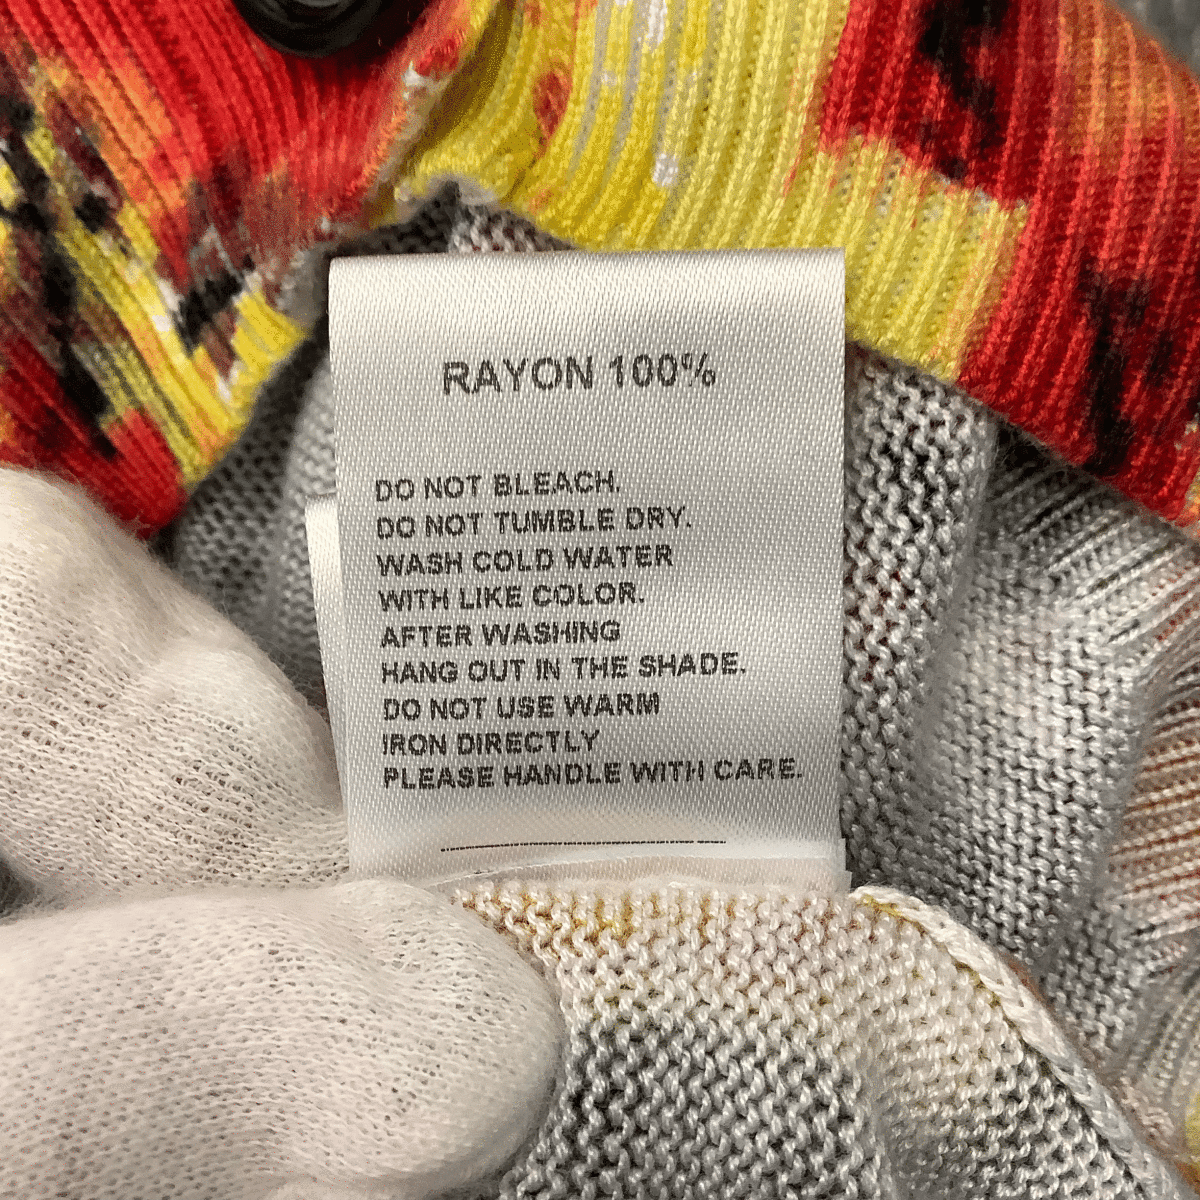 RAYON 100%
DO NOT BLEACH.
DO NOT TUMBLE DRY.
WASH COLD WATER
WITH LIKE COLOR.
AFTER WASHING
HANG OUT IN THE SHADE.
DO NOT USE WARM
IRON DIRECTLY
PLEASE HANDLE WITH CARE.